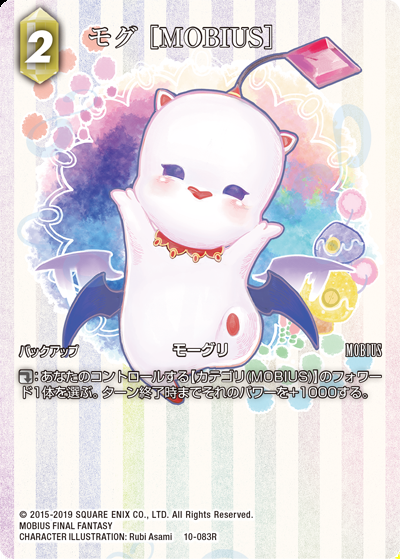 2
モグ [MOBIUS]
バックアップ モーグリ MOBIUS
:あなたのコントロールする【カテゴリ(MOBIUS)】のフォワー
ド1体を選ぶ。ターン終了時までそれのパワーを+1000する。
© 2015-2019 SQUARE ENIX CO., LTD. All Rights Reserved.
MOBIUS FINAL FANTASY
CHARACTER ILLUSTRATION: Rubi Asami 10-083R